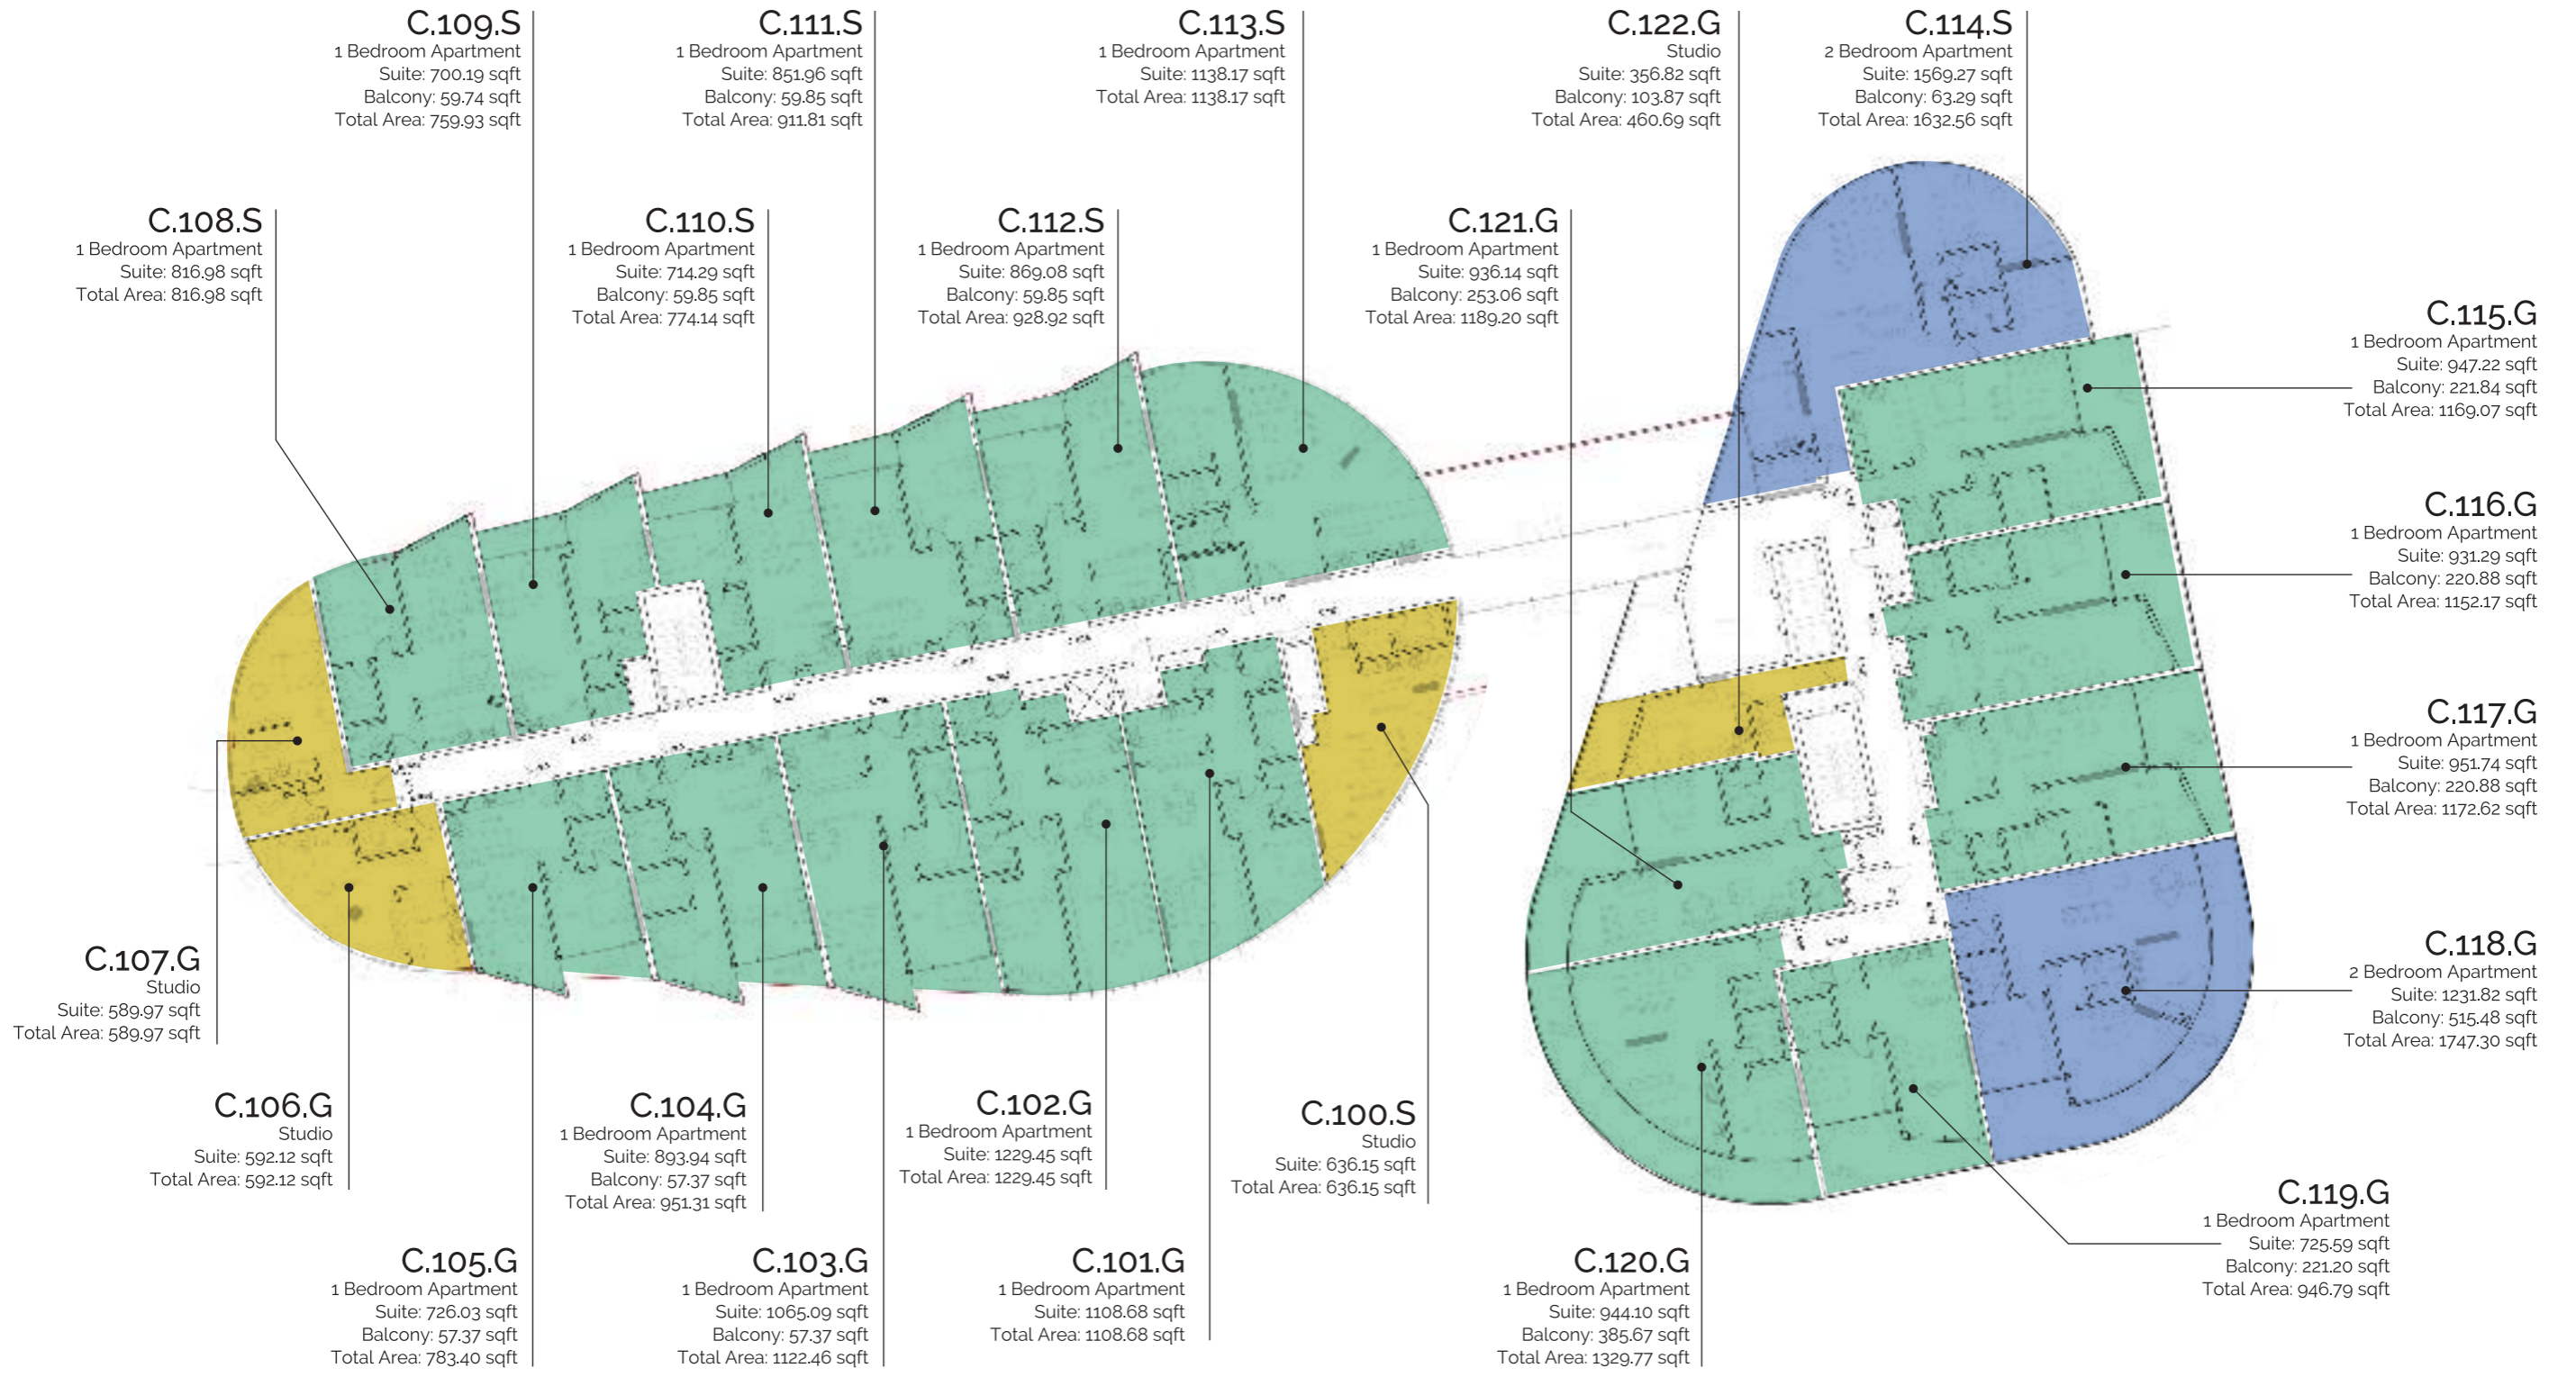 C.109.S
1 Bedroom Apartment
Suite: 700.19 sqft
Balcony: 59.74 sqft
Total Area: 759.93 sqft
C.111.S
1 Bedroom Apartment
Suite: 851.96 sqft
Balcony: 59.85 sqft
Total Area: 911.81 sqft
C.113.S
1 Bedroom Apartment
Suite: 1138.17 sqft
Total Area: 1138.17 sqft
C.122.G
Studio
Suite: 356.82 sqft
Balcony: 103.87 sqft
Total Area: 460.69 sqft
C.114.S
2 Bedroom Apartment
Suite: 1569.27 sqft
Balcony: 63.29 sqft
Total Area: 1632.56 sqft
C.108.S
1 Bedroom Apartment
Suite: 816.98 sqft
Total Area: 816.98 sqft
C.110.S
1 Bedroom Apartment
Suite: 714.29 sqft
Balcony: 59.85 sqft
Total Area: 774.14 sqft
C.112.S
1 Bedroom Apartment
Suite: 869.08 sqft
Balcony: 59.85 sqft
Total Area: 928.92 sqft
C.121.G
1 Bedroom Apartment
Suite: 936.14 sqft
Balcony: 253.06 sqft
Total Area: 1189.20 sqft
C.115.G
1 Bedroom Apartment
Suite: 947.22 sqft
Balcony: 221.84 sqft
Total Area: 1169.07 sqft
C.116.G
1 Bedroom Apartment
Suite: 931.29 sqft
Balcony: 220.88 sqft
Total Area: 1152.17 sqft
C.117.G
1 Bedroom Apartment
Suite: 951.74 sqft
Balcony: 220.88 sqft
Total Area: 1172.62 sqft
C.118.G
2 Bedroom Apartment
Suite: 1231.82 sqft
Balcony: 515.48 sqft
Total Area: 1747.30 sqft
C.107.G
Studio
Suite: 589.97 sqft
Total Area: 589.97 sqft
C.106.G
Studio
Suite: 592.12 sqft
Total Area: 592.12 sqft
C.104.G
1 Bedroom Apartment
Suite: 893.94 sqft
Balcony: 57.37 sqft
Total Area: 951.31 sqft
C.102.G
1 Bedroom Apartment
Suite: 1229.45 sqft
Total Area: 1229.45 sqft
C.100.S
Studio
Suite: 636.15 sqft
Total Area: 636.15 sqft
C.119.G
1 Bedroom Apartment
Suite: 725.59 sqft
Balcony: 221.20 sqft
Total Area: 946.79 sqft
C.105.G
1 Bedroom Apartment
Suite: 726.03 sqft
Balcony: 57.37 sqft
Total Area: 783.40 sqft
C.103.G
1 Bedroom Apartment
Suite: 1065.09 sqft
Balcony: 57.37 sqft
Total Area: 1122.46 sqft
C.101.G
1 Bedroom Apartment
Suite: 1108.68 sqft
Total Area: 1108.68 sqft
C.120.G
1 Bedroom Apartment
Suite: 944.10 sqft
Balcony: 385.67 sqft
Total Area: 1329.77 sqft